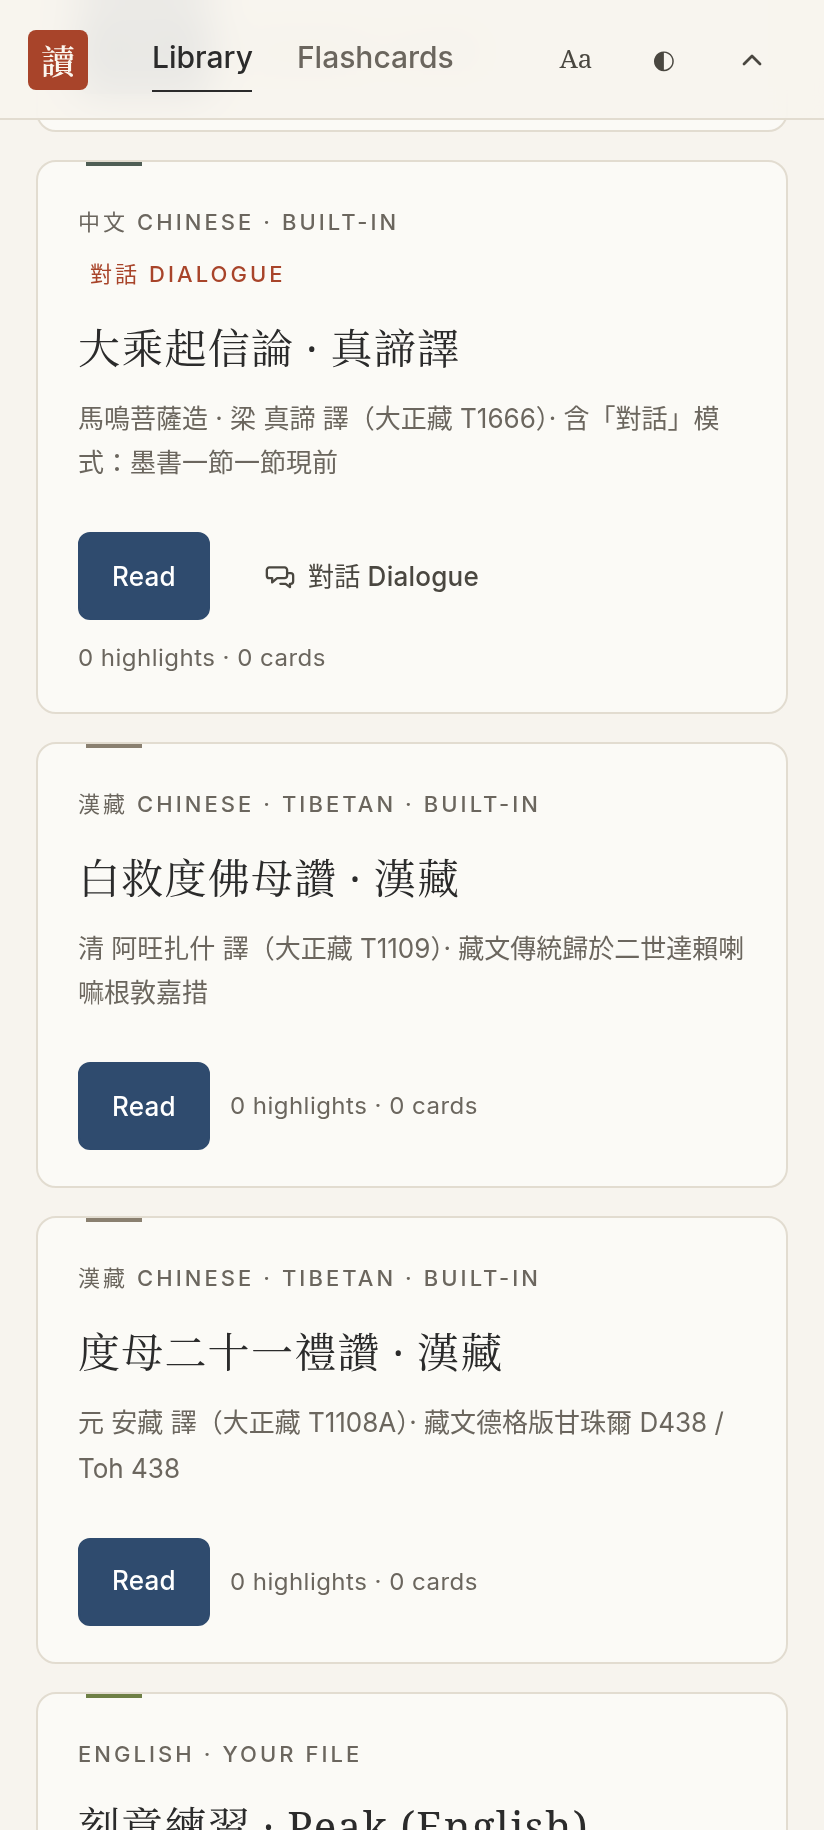 讀 Library Flashcards Aa
中文 CHINESE · BUILT-IN
對話 DIALOGUE
大乘起信論 · 真諦譯
馬鳴菩薩造 · 梁 真諦 譯（大正藏 T1666）· 含「對話」模
式：墨書一節一節現前
Read 對話 Dialogue
0 highlights · 0 cards
漢藏 CHINESE · TIBETAN · BUILT-IN
白救度佛母讚 · 漢藏
清 阿旺扎什 譯（大正藏 T1109）· 藏文傳統歸於二世達賴喇
嘛根敦嘉措
Read 0 highlights · 0 cards
漢藏 CHINESE · TIBETAN · BUILT-IN
度母二十一禮讚 · 漢藏
元 安藏 譯（大正藏 T1108A）· 藏文德格版甘珠爾 D438 /
Toh 438
Read 0 highlights · 0 cards
ENGLISH · YOUR FILE
刻意練習 · Peak (English)